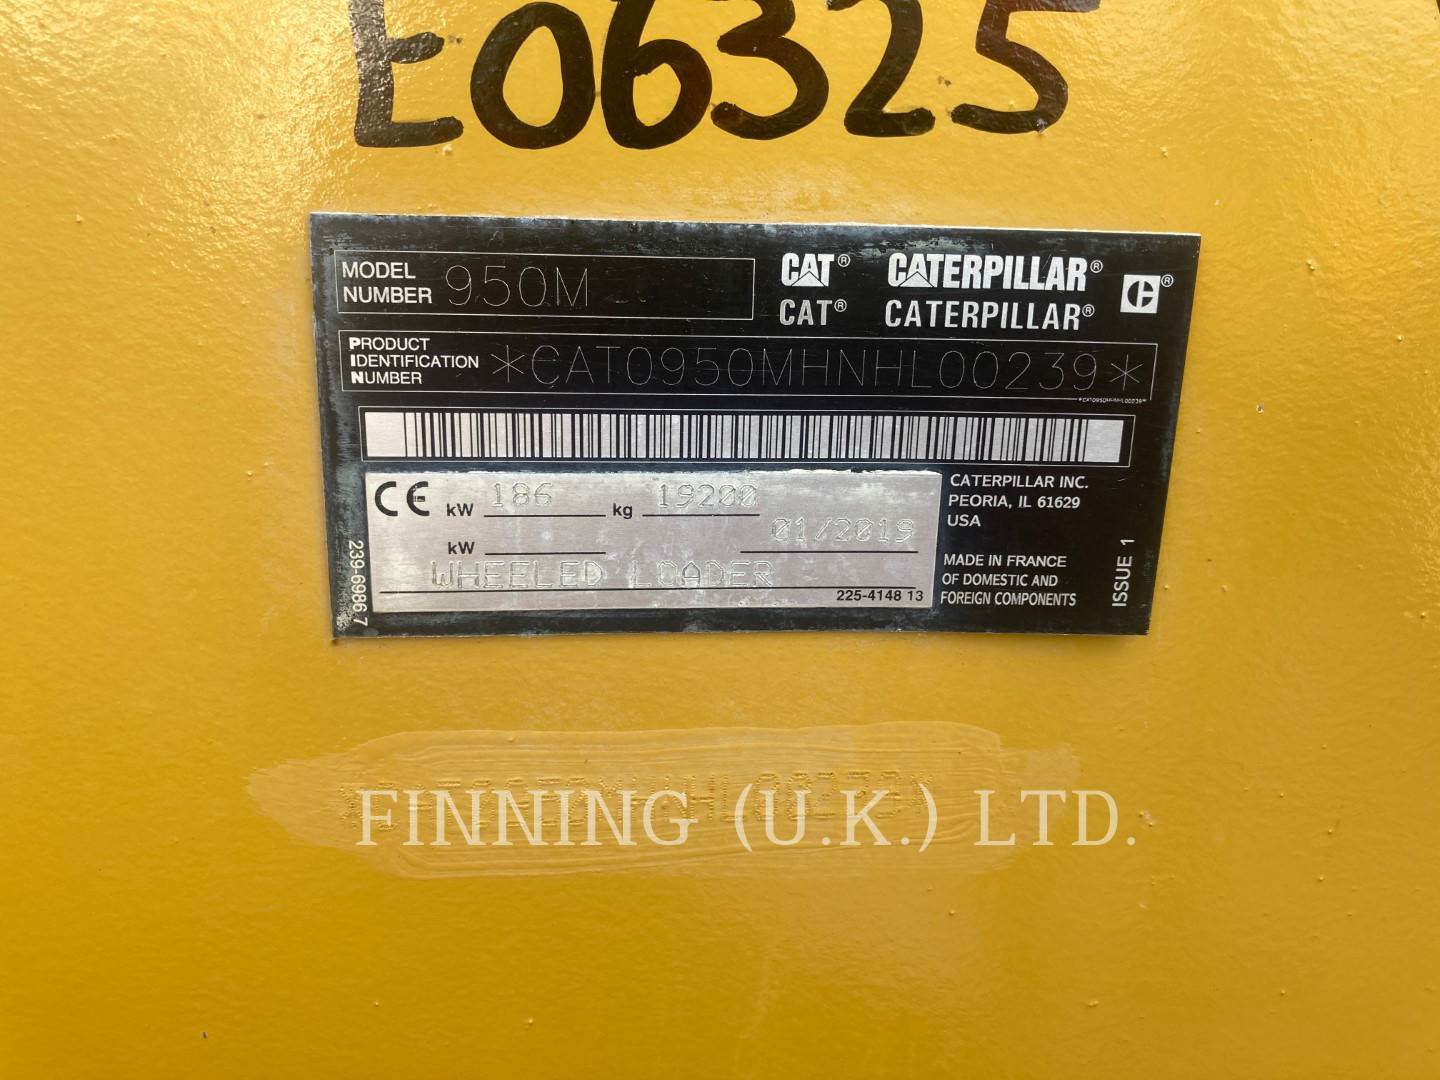 E06325
MODEL NUMBER 950M
CAT® CATERPILLAR®
CAT® CATERPILLAR®
C®
PRODUCT IDENTIFICATION NUMBER *CAT0950MHNHL00239*
*CAT0950MHNHL00239*
CE kW 186 kg 19200
kW 01/2019
WHEELED LOADER
225-4148 13
239-6986 7
CATERPILLAR INC.
PEORIA, IL 61629
USA
MADE IN FRANCE
OF DOMESTIC AND
FOREIGN COMPONENTS
ISSUE 1
FINNING (U.K.) LTD.